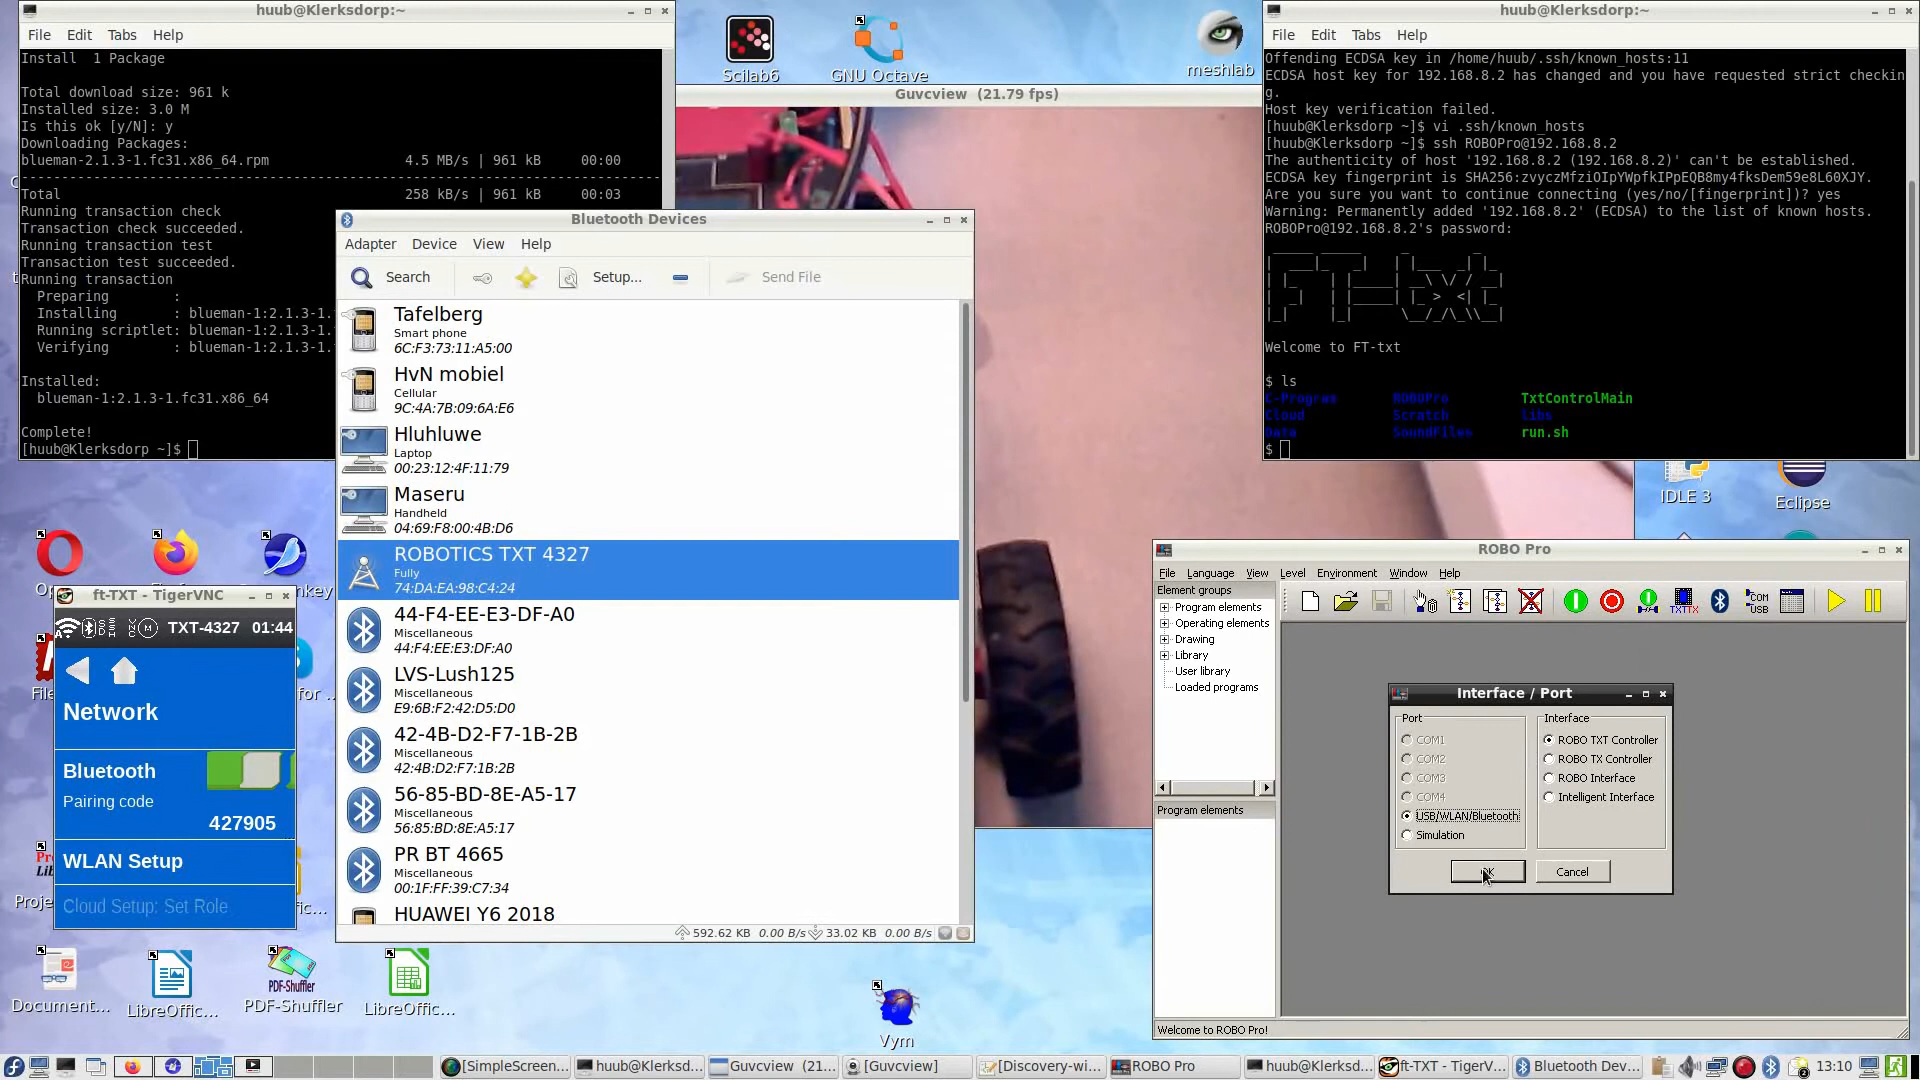 huub@Klerksdorp:~
File Edit Tabs Help
Install 1 Package
Total download size: 961 k
Installed size: 3.0 M
Is this ok [y/N]: y
Downloading Packages:
blueman-2.1.3-1.fc31.x86_64.rpm 4.5 MB/s | 961 kB 00:00
Total 258 kB/s | 961 kB 00:03
Running transaction check
Transaction check succeeded.
Running transaction test
Transaction test succeeded.
Running transaction
Preparing :
Installing : blueman-1:2.1.3-1.
Running scriptlet: blueman-1:2.1.3-1.
Verifying : blueman-1:2.1.3-1.
Installed:
blueman-1:2.1.3-1.fc31.x86_64
Complete!
[huub@Klerksdorp ~]$
Scilab6
GNU Octave
meshlab
Guvcview (21.79 fps)
huub@Klerksdorp:~
File Edit Tabs Help
Offending ECDSA key in /home/huub/.ssh/known_hosts:11
ECDSA host key for 192.168.8.2 has changed and you have requested strict checkin
g.
Host key verification failed.
[huub@Klerksdorp ~]$ vi .ssh/known_hosts
[huub@Klerksdorp ~]$ ssh ROBOPro@192.168.8.2
The authenticity of host '192.168.8.2 (192.168.8.2)' can't be established.
ECDSA key fingerprint is SHA256:zvyczMfziOIpYWpfkIPpEQB8my4fksDem59e8L60XJY.
Are you sure you want to continue connecting (yes/no/[fingerprint])? yes
Warning: Permanently added '192.168.8.2' (ECDSA) to the list of known hosts.
ROBOPro@192.168.8.2's password:
Welcome to FT-txt
$ ls
E-Program ROBOPro TxtControlMain
Cloud Scratch libs
Data SoundFiles run.sh
$
Bluetooth Devices
Adapter Device View Help
Search Setup... Send File
Tafelberg
Smart phone
6C:F3:73:11:A5:00
HvN mobiel
Cellular
9C:4A:7B:09:6A:E6
Hluhluwe
Laptop
00:23:12:4F:11:79
Maseru
Handheld
04:69:F8:00:4B:D6
ROBOTICS TXT 4327
Fully
74:DA:EA:98:C4:24
44-F4-EE-E3-DF-A0
Miscellaneous
44:F4:EE:E3:DF:A0
LVS-Lush125
Miscellaneous
E9:6B:F2:42:D5:D0
42-4B-D2-F7-1B-2B
Miscellaneous
42:4B:D2:F7:1B:2B
56-85-BD-8E-A5-17
Miscellaneous
56:85:BD:8E:A5:17
PR BT 4665
00:1F:FF:39:C7:34
HUAWEI Y6 2018
592.62 KB 0.00 B/s 33.02 KB 0.00 B/s
ft-TXT - TigerVNC
TXT-4327 01:44
Network
Bluetooth
Pairing code
427905
WLAN Setup
Cloud Setup: Set Role
IDLE 3
Eclipse
ROBO Pro
File Language View Level Environment Window Help
Element groups
Program elements
Operating elements
Drawing
Library
User library
Loaded programs
Program elements
COM
USB
Interface / Port
Port
COM1
COM2
COM3
COM4
USB/WLAN/Bluetooth
Simulation
Interface
ROBO TXT Controller
ROBO TX Controller
ROBO Interface
Intelligent Interface
Cancel
Welcome to ROBO Pro!
Document...
LibreOffic...
PDF-Shuffler
LibreOffic...
Vym
[SimpleScreen... huub@Klerksd... Guvcview (21... [Guvcview] [Discovery-wi... ROBO Pro huub@Klerksd... ft-TXT - TigerV... Bluetooth Dev... 13:10